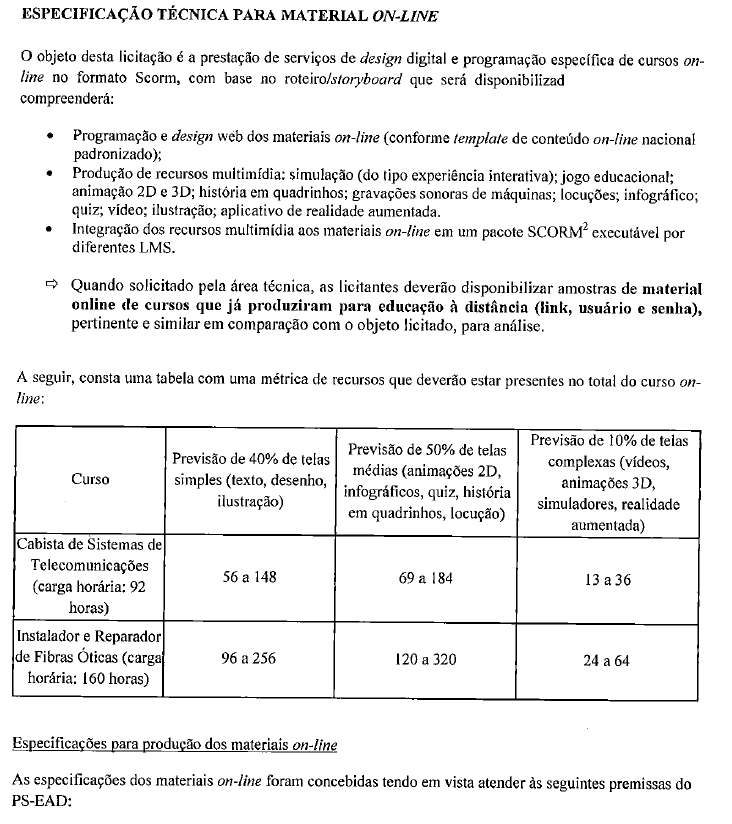 ESPECIFICAÇÃO TÉCNICA PARA MATERIAL ON-LINE
O objeto desta licitação é a prestação de serviços de design digital e programação específica de cursos on-
line no formato Scorm, com base no roteiro/storyboard que será disponibilizad
compreenderá:
• Programação e design web dos materiais on-line (conforme template de conteúdo on-line nacional
padronizado);
• Produção de recursos multimídia: simulação (do tipo experiência interativa); jogo educacional;
animação 2D e 3D; história em quadrinhos; gravações sonoras de máquinas; locuções; infográfico;
quiz; vídeo; ilustração; aplicativo de realidade aumentada.
• Integração dos recursos multimídia aos materiais on-line em um pacote SCORM² executável por
diferentes LMS.
⇨ Quando solicitado pela área técnica, as licitantes deverão disponibilizar amostras de material
online de cursos que já produziram para educação à distância (link, usuário e senha),
pertinente e similar em comparação com o objeto licitado, para análise.
A seguir, consta uma tabela com uma métrica de recursos que deverão estar presentes no total do curso on-
line:
Curso
Previsão de 40% de telas
simples (texto, desenho,
ilustração)
Previsão de 50% de telas
médias (animações 2D,
infográficos, quiz, história
em quadrinhos, locução)
Previsão de 10% de telas
complexas (vídeos,
animações 3D,
simuladores, realidade
aumentada)
Cabista de Sistemas de
Telecomunicações
(carga horária: 92
horas)
56 a 148
69 a 184
13 a 36
Instalador e Reparador
de Fibras Óticas (carga
horária: 160 horas)
96 a 256
120 a 320
24 a 64
Especificações para produção dos materiais on-line
As especificações dos materiais on-line foram concebidas tendo em vista atender às seguintes premissas do
PS-EAD: